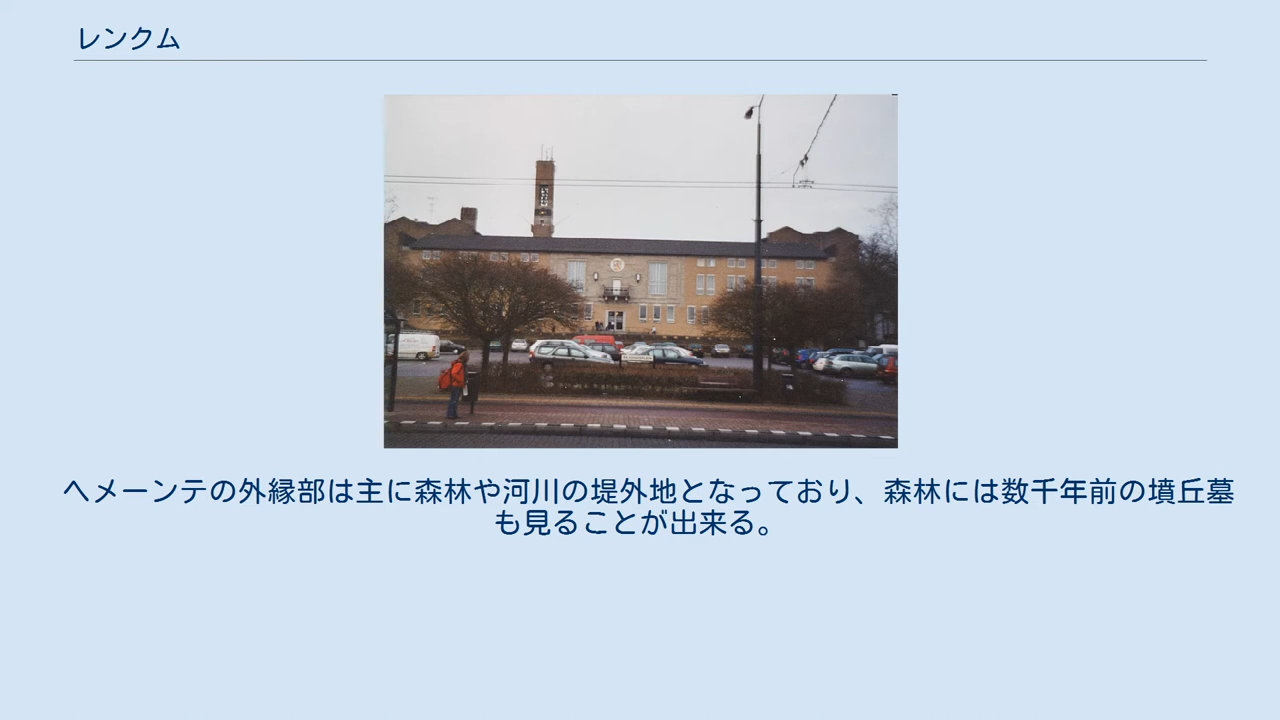 レンクム
ヘメーンテの外縁部は主に森林や河川の堤外地となっており、森林には数千年前の墳丘墓
も見ることが出来る。